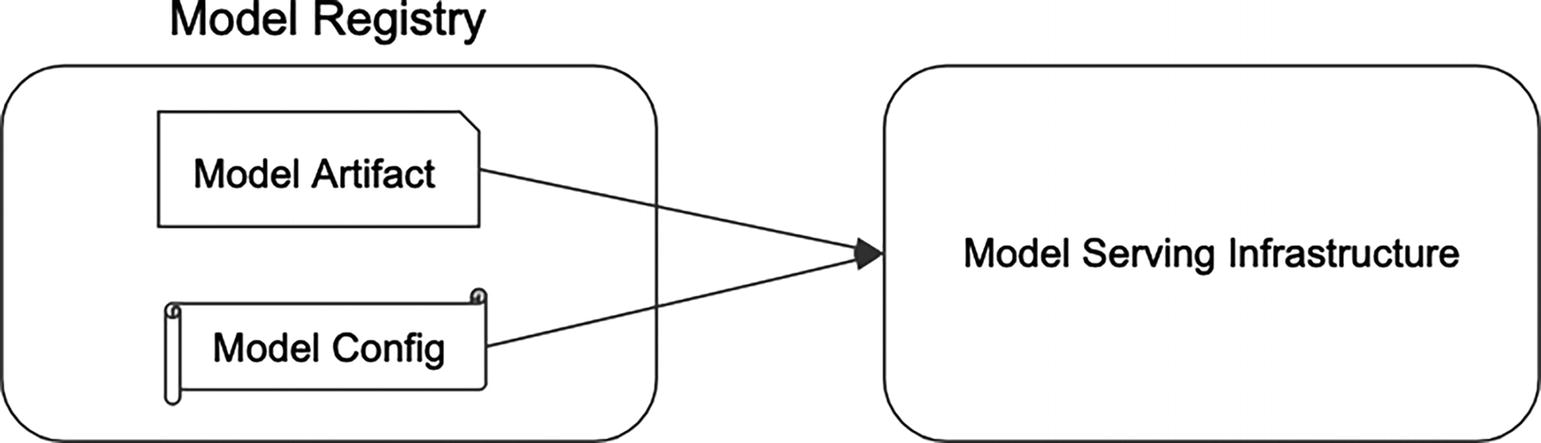 Model Registry
Model Artifact
Model Serving Infrastructure
Model Config